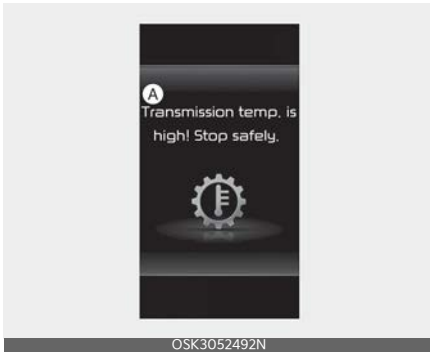 A
Transmission temp. is
high! Stop safely.
OSK3052492N